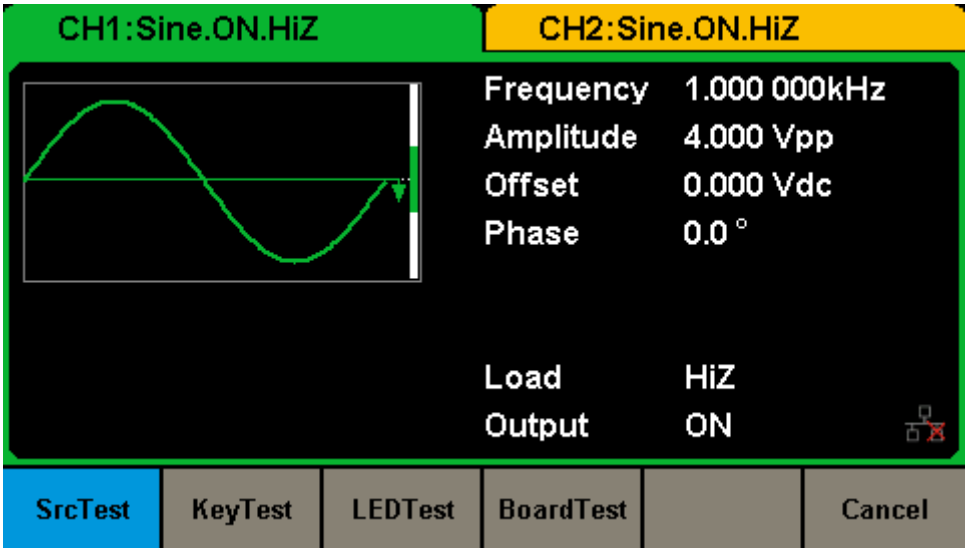 CH1:Sine.ON.HiZ CH2:Sine.ON.HiZ
Frequency 1.000 000kHz
Amplitude 4.000 Vpp
Offset 0.000 Vdc
Phase 0.0 °
Load HiZ
Output ON
SrcTest KeyTest LEDTest BoardTest Cancel